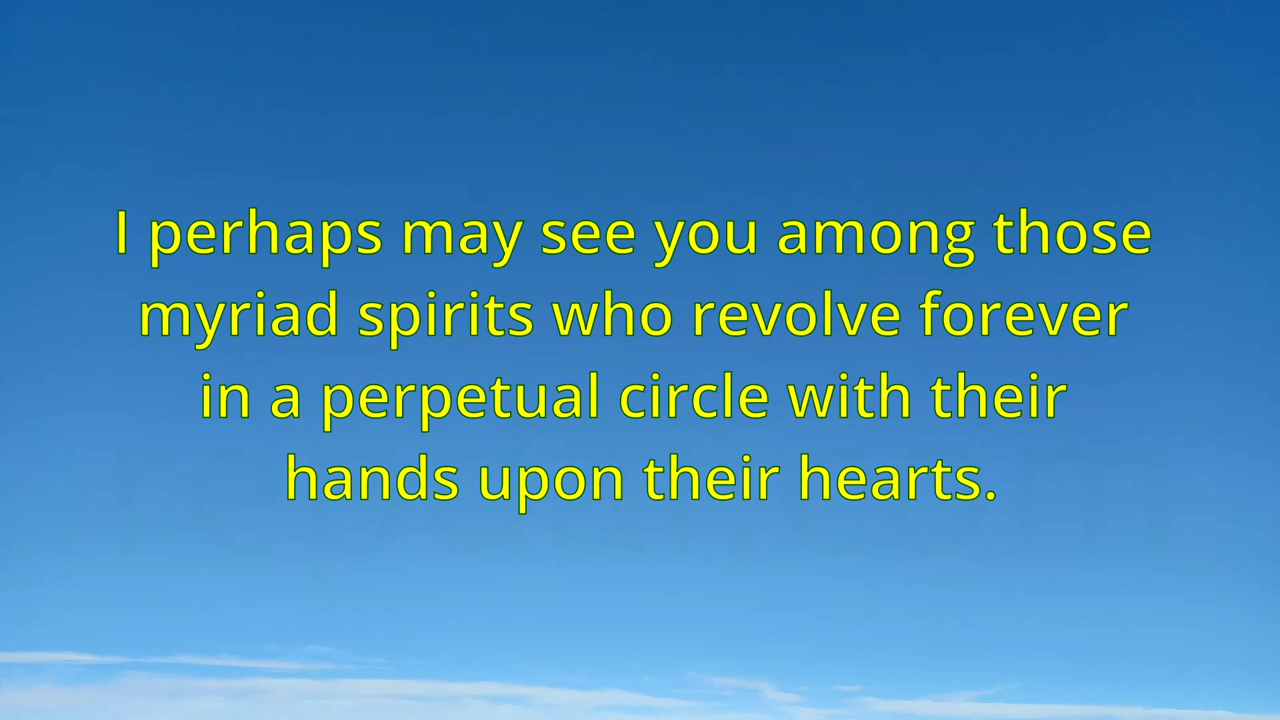 I perhaps may see you among those
myriad spirits who revolve forever
in a perpetual circle with their
hands upon their hearts.